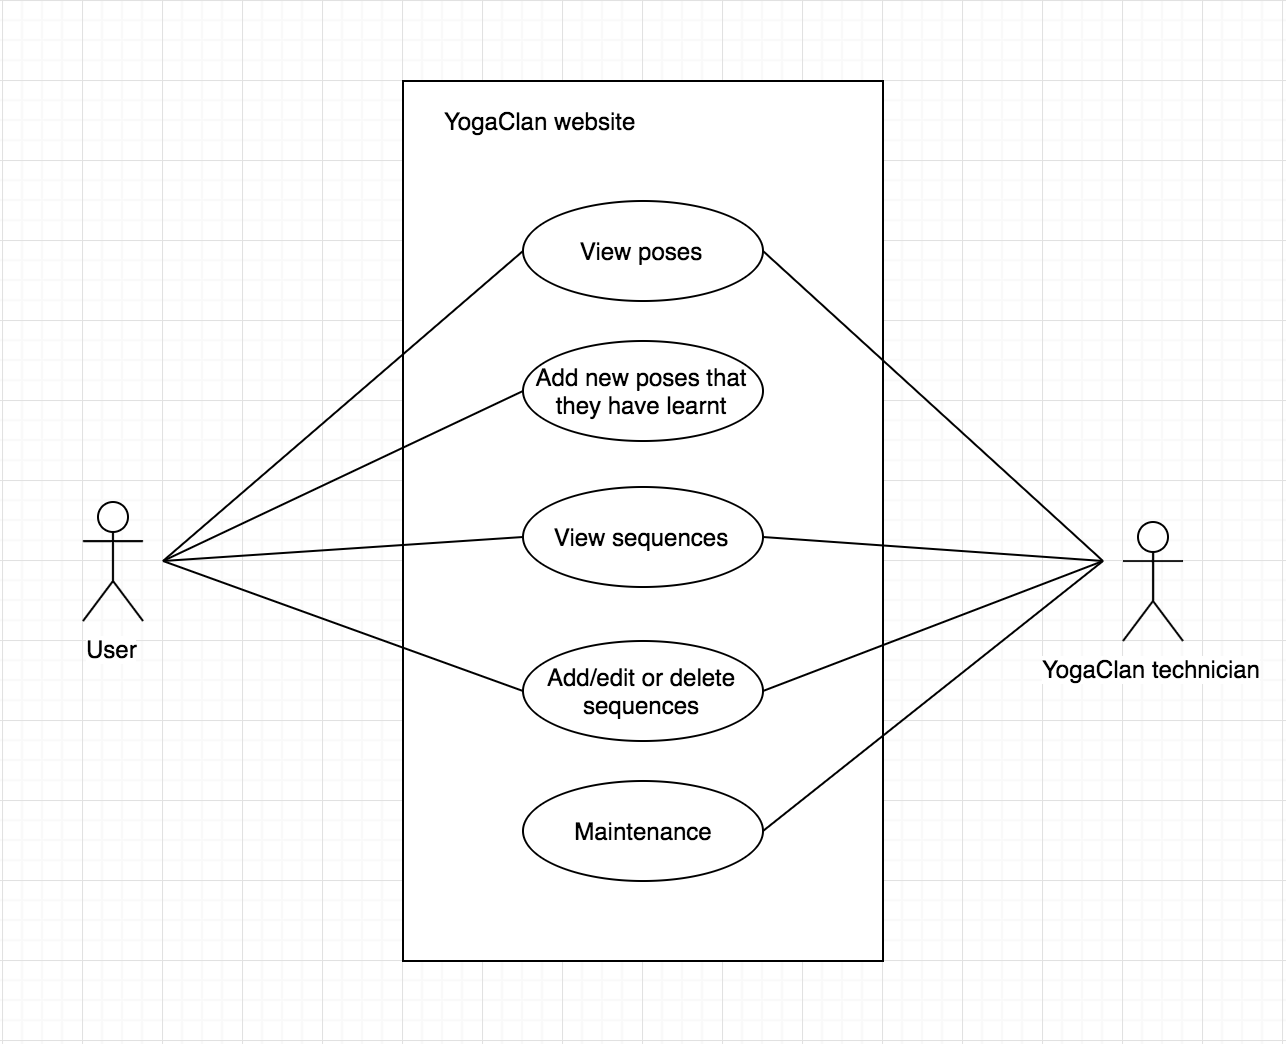 YogaClan website
View poses
Add new poses that
they have learnt
View sequences
User
YogaClan technician
Add/edit or delete
sequences
Maintenance